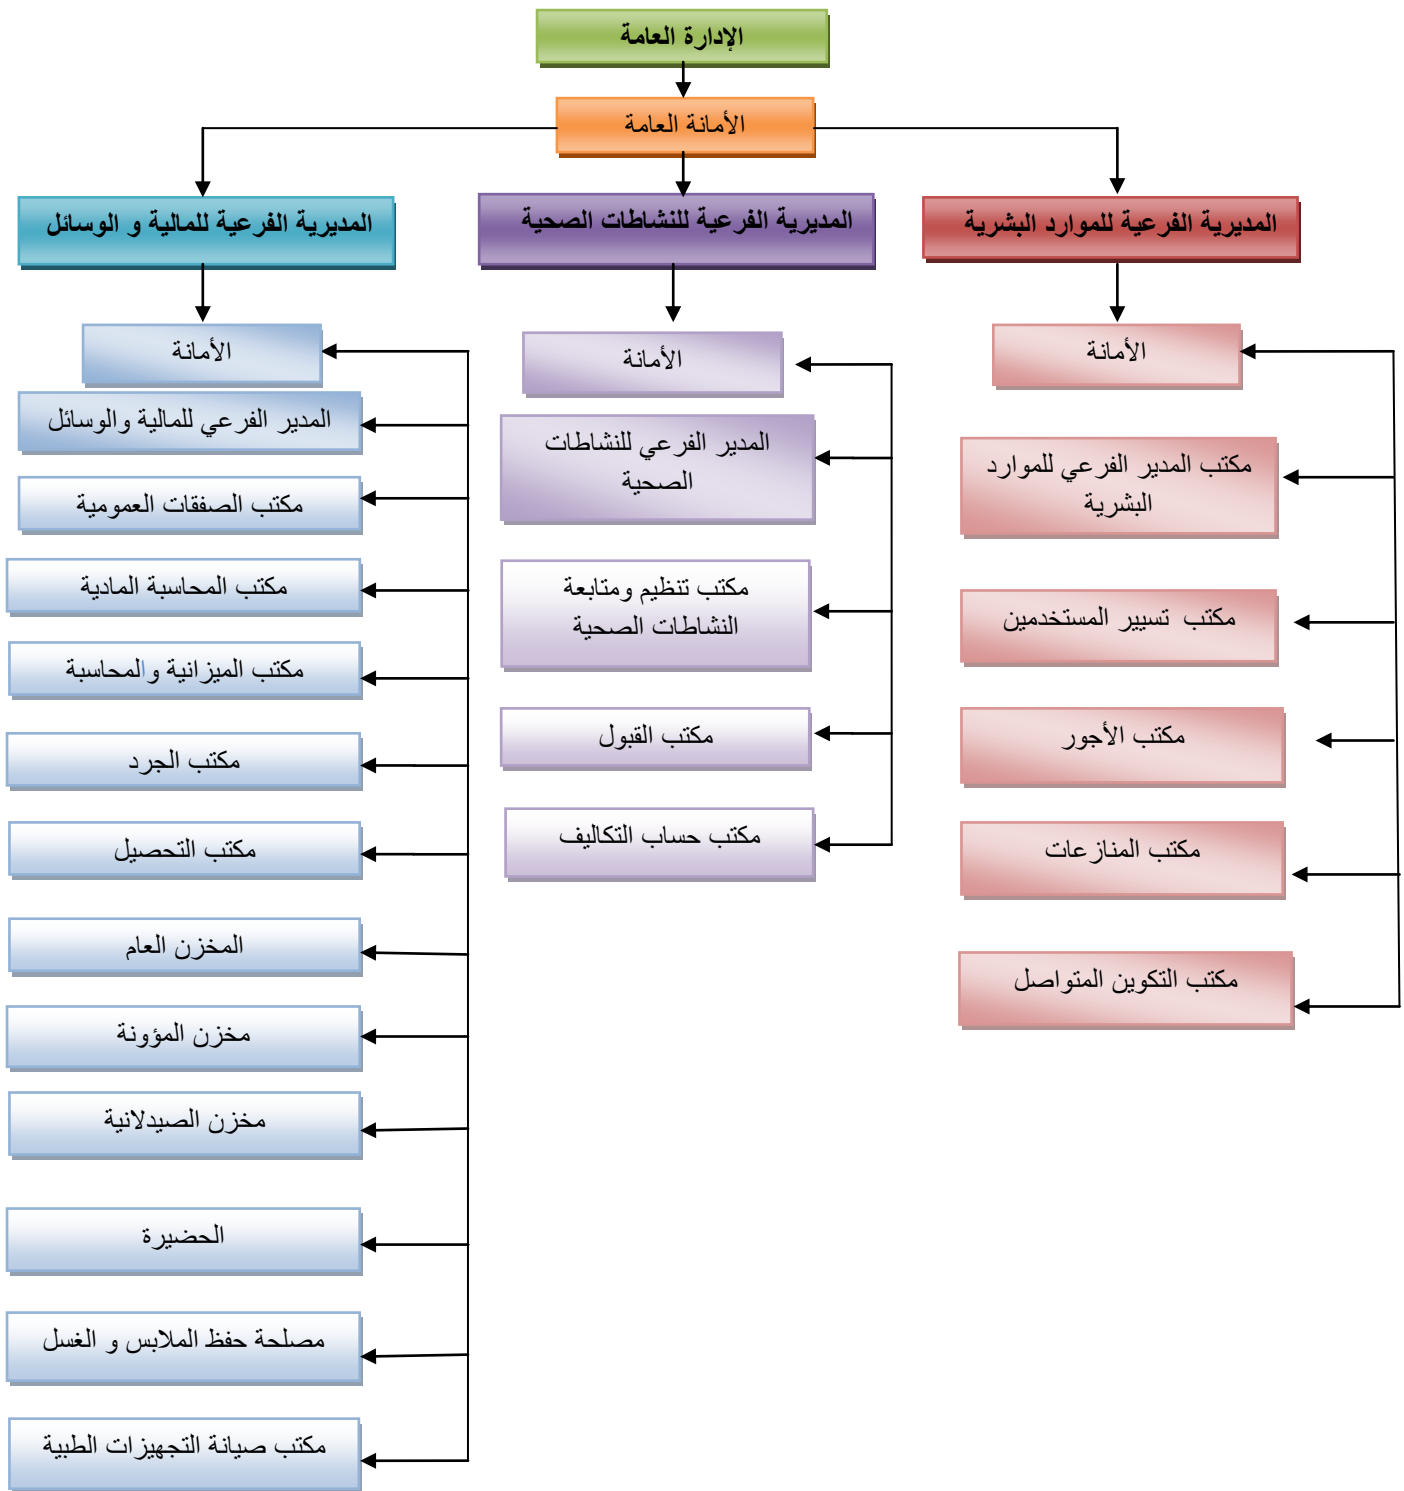 الإدارة العامة
الأمانة العامة
المديرية الفرعية للموارد البشرية
المديرية الفرعية للنشاطات الصحية
المديرية الفرعية للمالية و الوسائل
الأمانة
مكتب المدير الفرعي للموارد
البشرية
مكتب تسيير المستخدمين
مكتب الأجور
مكتب المنازعات
مكتب التكوين المتواصل
الأمانة
المدير الفرعي للنشاطات
الصحية
مكتب تنظيم ومتابعة
النشاطات الصحية
مكتب القبول
مكتب حساب التكاليف
الأمانة
المدير الفرعي للمالية والوسائل
مكتب الصفقات العمومية
مكتب المحاسبة المادية
مكتب الميزانية والمحاسبة
مكتب الجرد
مكتب التحصيل
المخزن العام
مخزن المؤونة
مخزن الصيدلانية
الحضيرة
مصلحة حفظ الملابس و الغسل
مكتب صيانة التجهيزات الطبية